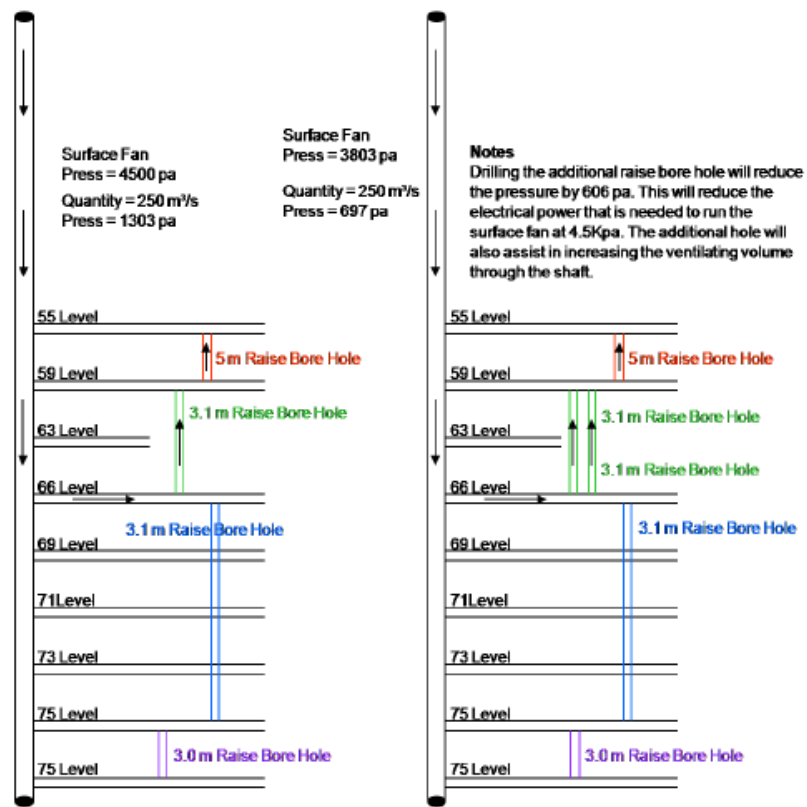 Surface Fan
Press = 4500 pa
Quantity = 250 m³/s
Press = 1303 pa
55 Level
5 m Raise Bore Hole
59 Level
3.1 m Raise Bore Hole
63 Level
66 Level
3.1 m Raise Bore Hole
69 Level
71Level
73 Level
75 Level
3.0 m Raise Bore Hole
75 Level
Surface Fan
Press = 3803 pa
Quantity = 250 m³/s
Press = 697 pa
Notes
Drilling the additional raise bore hole will reduce
the pressure by 606 pa. This will reduce the
electrical power that is needed to run the
surface fan at 4.5Kpa. The additional hole will
also assist in increasing the ventilating volume
through the shaft.
55 Level
5 m Raise Bore Hole
59 Level
3.1 m Raise Bore Hole
63 Level
3.1 m Raise Bore Hole
66 Level
3.1 m Raise Bore Hole
69 Level
71Level
73 Level
75 Level
3.0 m Raise Bore Hole
75 Level